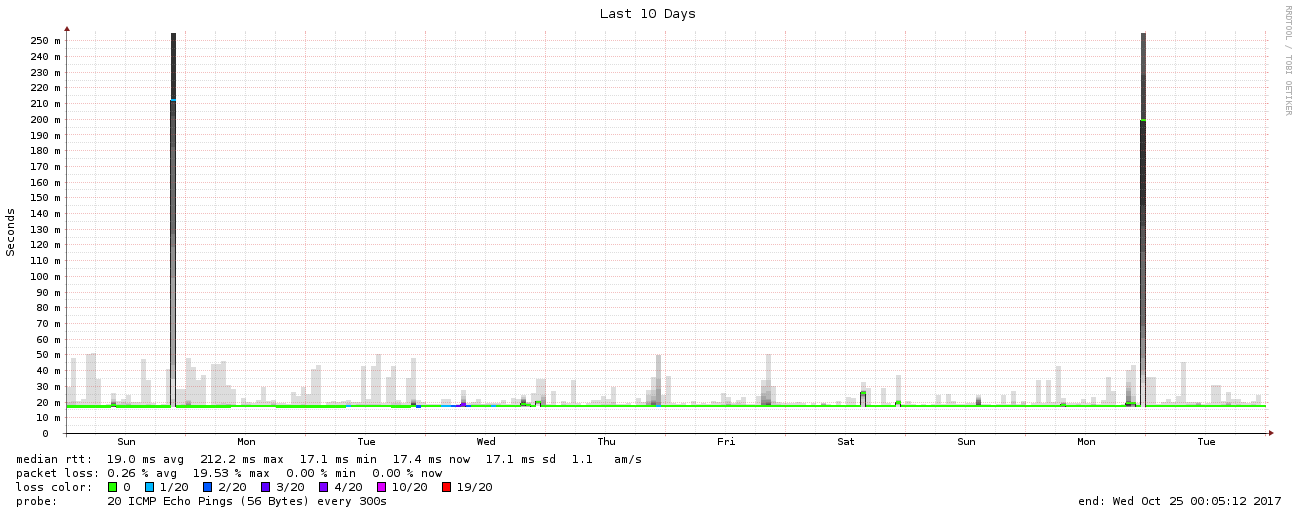 Last 10 Days
RRDTOOL / TOBI OETIKER
Seconds
250 m
240 m
230 m
220 m
210 m
200 m
190 m
180 m
170 m
160 m
150 m
140 m
130 m
120 m
110 m
100 m
90 m
80 m
70 m
60 m
50 m
40 m
30 m
20 m
10 m
0
Sun Mon Tue Wed Thu Fri Sat Sun Mon Tue
median rtt: 19.0 ms avg 212.2 ms max 17.1 ms min 17.4 ms now 17.1 ms sd 1.1 am/s
packet loss: 0.26 % avg 19.53 % max 0.00 % min 0.00 % now
loss color: 0 1/20 2/20 3/20 4/20 10/20 19/20
probe: 20 ICMP Echo Pings (56 Bytes) every 300s end: Wed Oct 25 00:05:12 2017